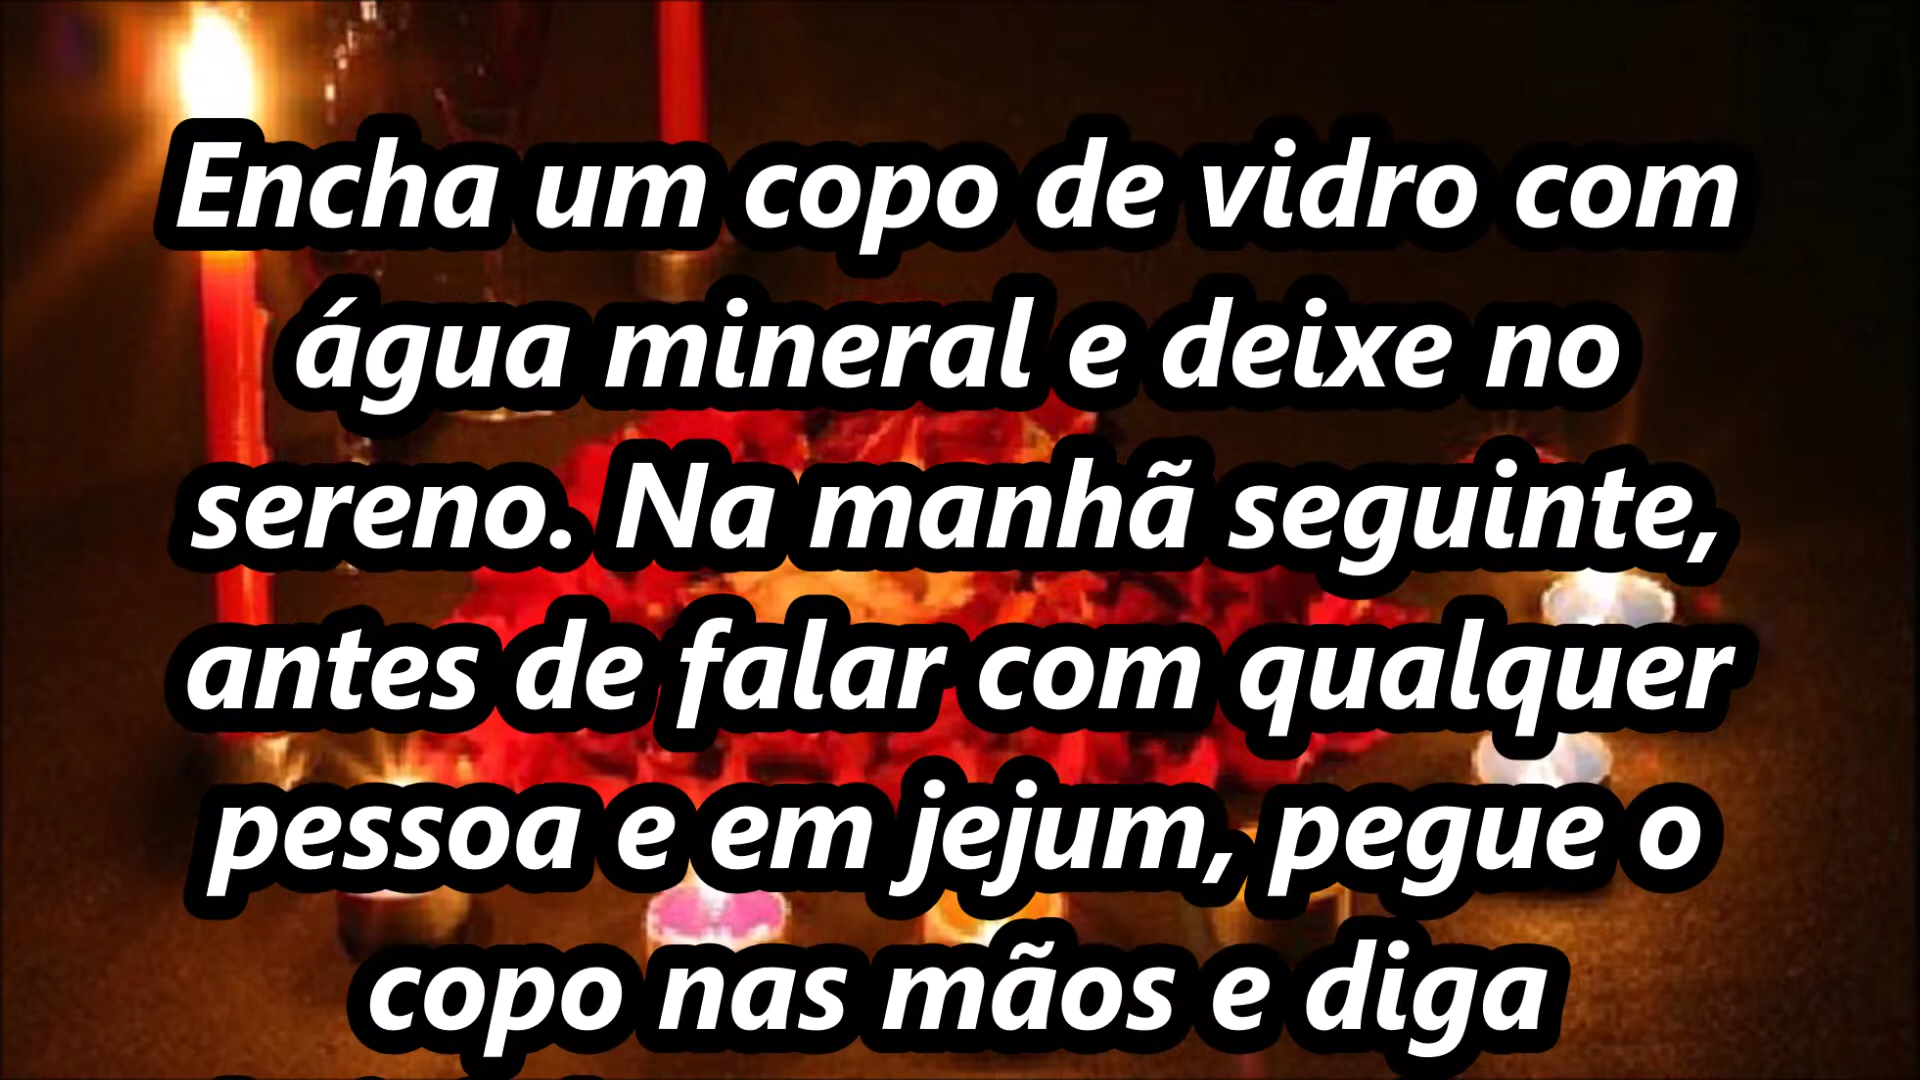 Encha um copo de vidro com
água mineral e deixe no
sereno. Na manhã seguinte,
antes de falar com qualquer
pessoa e em jejum, pegue o
copo nas mãos e diga